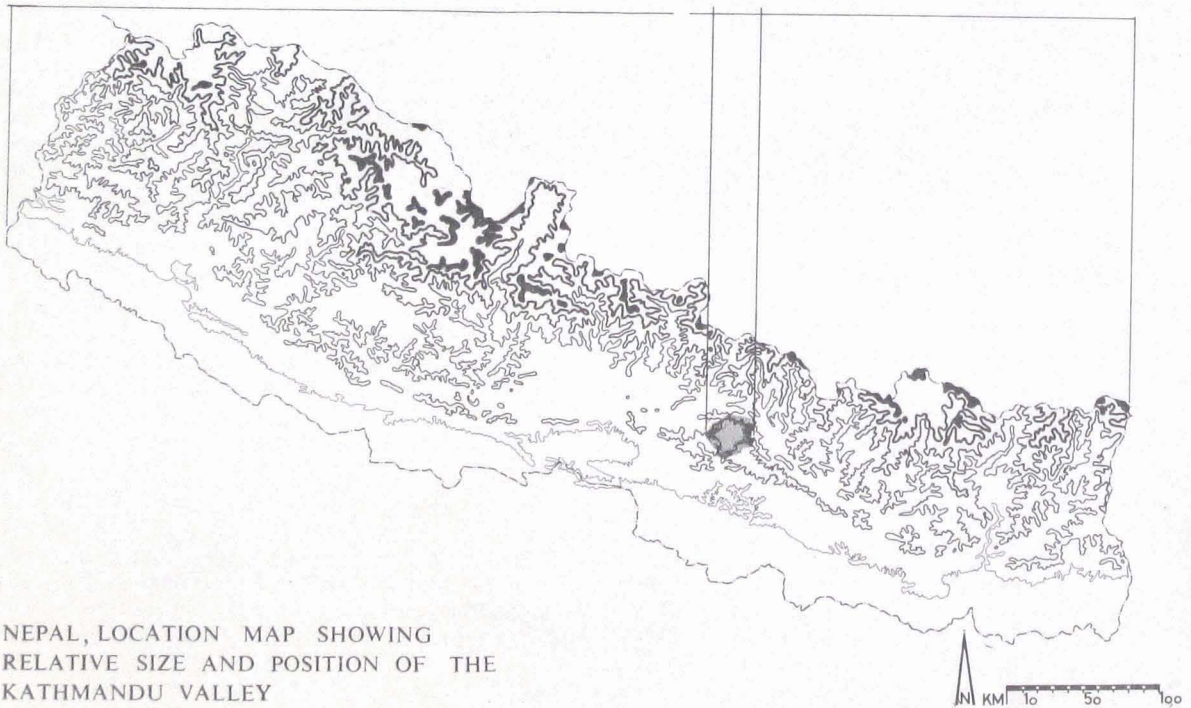 NEPAL, LOCATION MAP SHOWING
RELATIVE SIZE AND POSITION OF THE
KATHMANDU VALLEY
N KM 10 50 100